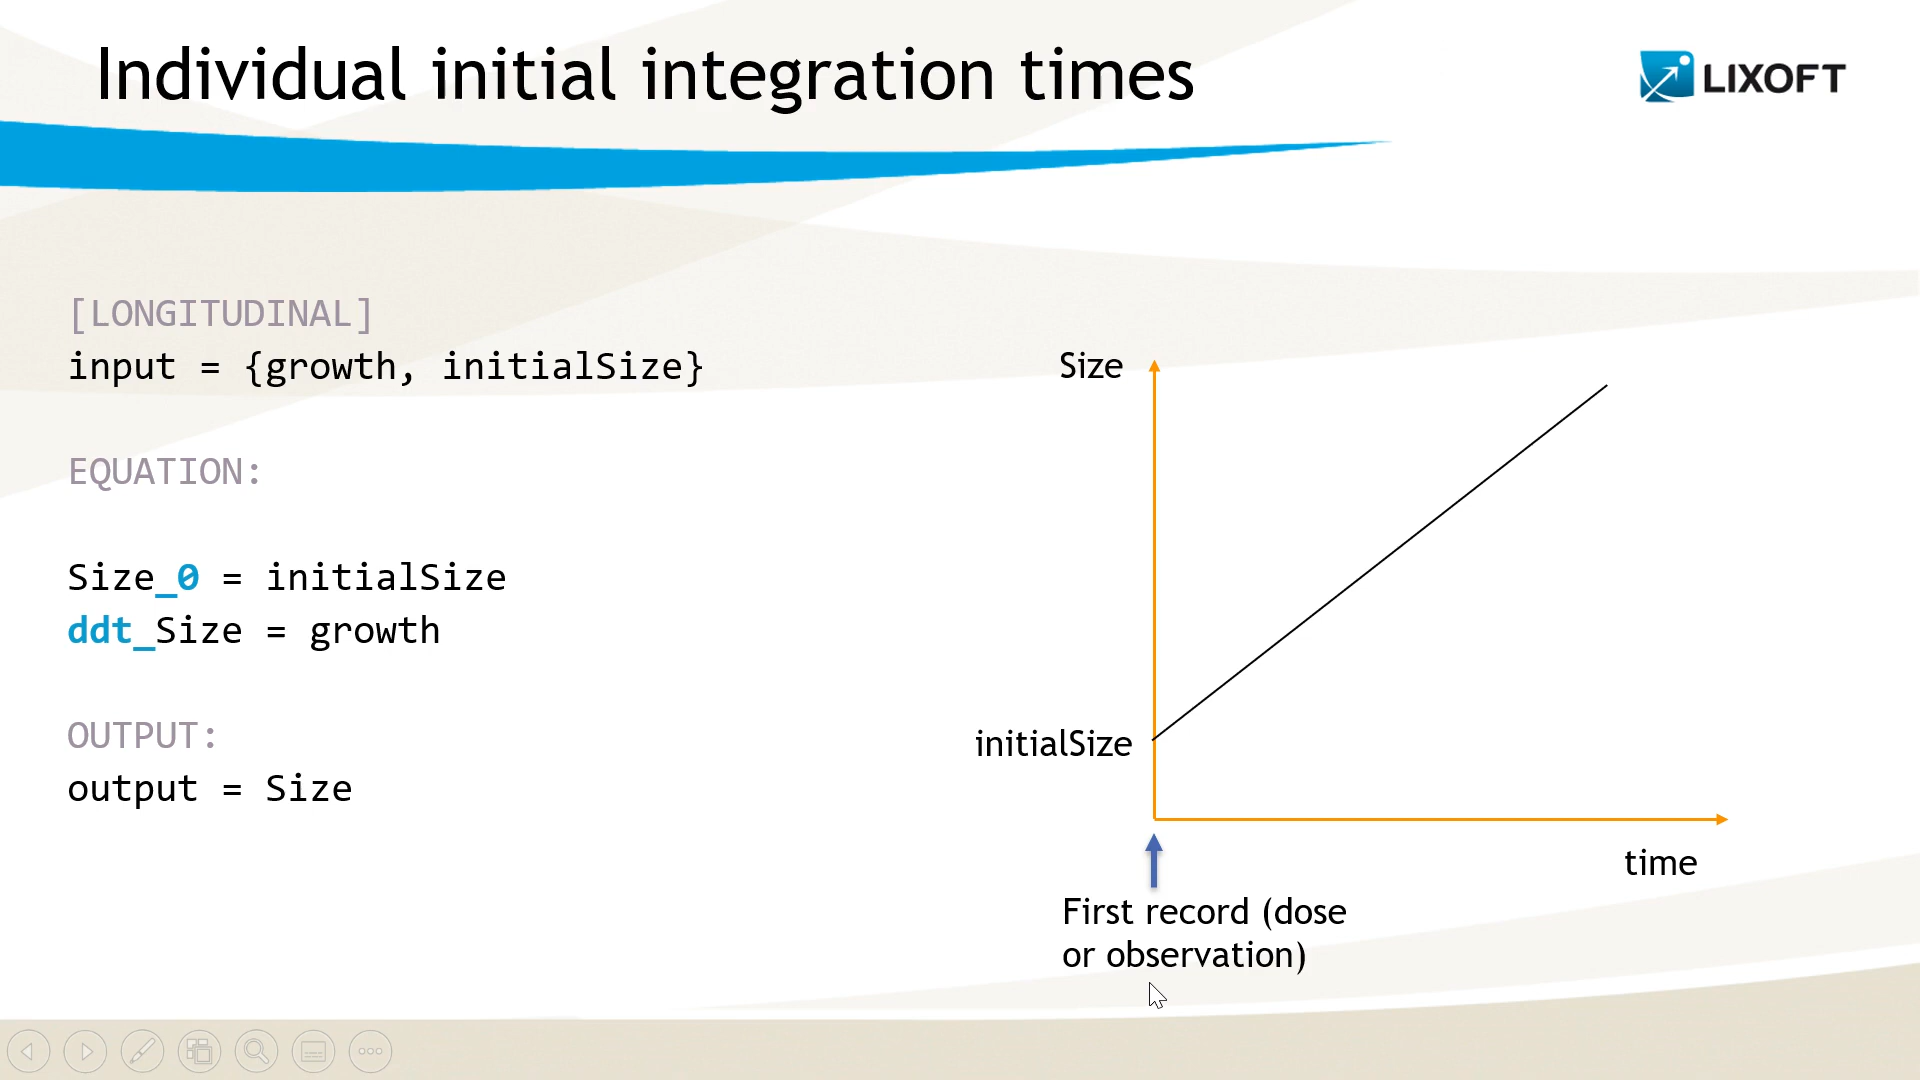 Individual initial integration times
LIXOFT
[LONGITUDINAL]
input = {growth, initialSize}
EQUATION:
Size_0 = initialSize
ddt_Size = growth
OUTPUT:
output = Size
Size
initialSize
time
First record (dose
or observation)